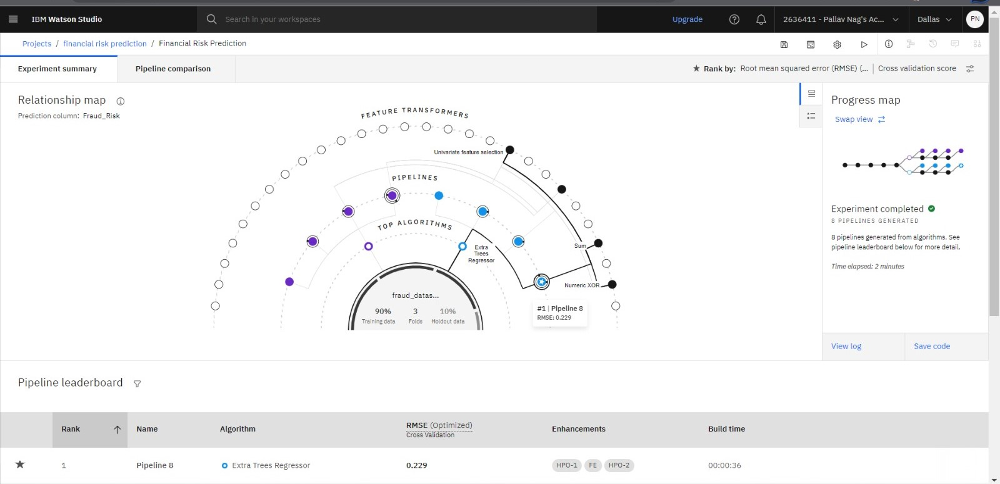 IBM Watson Studio
Search in your workspaces
Upgrade
2636411 - Pallav Nag's Ac...
Dallas
PN
Projects / financial risk prediction / Financial Risk Prediction
Experiment summary
Pipeline comparison
Rank by: Root mean squared error (RMSE) (... | Cross validation score
Relationship map
Prediction column: Fraud_Risk
FEATURE TRANSFORMERS
Univariate feature selection
PIPELINES
TOP ALGORITHMS
Extra
Trees
Regressor
Sum
Numeric XOR
fraud_datas...
90%
Training data
3
Folds
10%
Holdout data
#1 | Pipeline 8
RMSE: 0.229
Progress map
Swap view
Experiment completed
8 PIPELINES GENERATED
8 pipelines generated from algorithms. See
pipeline leaderboard below for more detail.
Time elapsed: 2 minutes
View log
Save code
Pipeline leaderboard
Rank
Name
Algorithm
RMSE (Optimized)
Cross Validation
Enhancements
Build time
1
Pipeline 8
Extra Trees Regressor
0.229
HPO-1
FE
HPO-2
00:00:36